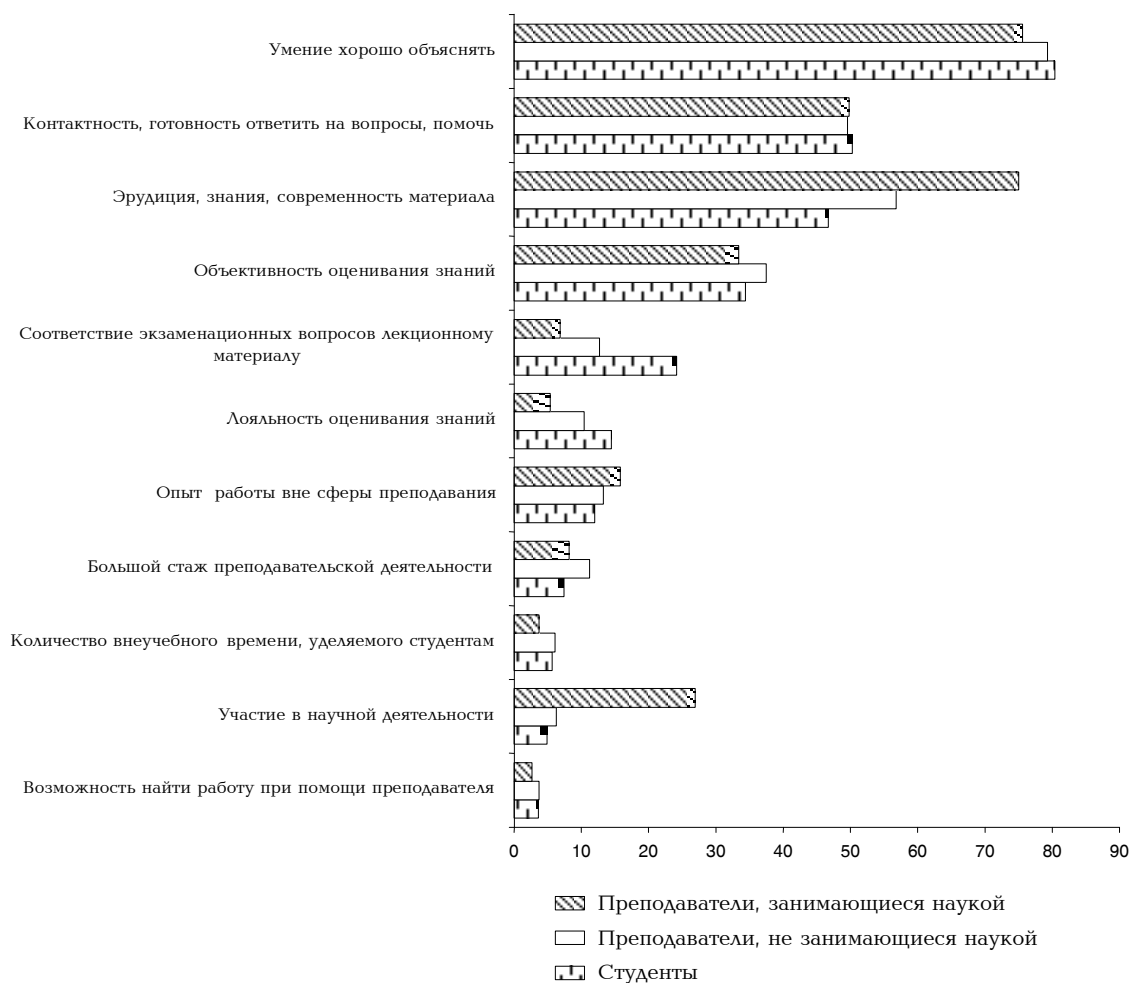 Умение хорошо объяснять
Контактность, готовность ответить на вопросы, помочь
Эрудиция, знания, современность материала
Объективность оценивания знаний
Соответствие экзаменационных вопросов лекционному
материалу
Лояльность оценивания знаний
Опыт работы вне сферы преподавания
Большой стаж преподавательской деятельности
Количество внеучебного времени, уделяемого студентам
Участие в научной деятельности
Возможность найти работу при помощи преподавателя
0 10 20 30 40 50 60 70 80 90
Преподаватели, занимающиеся наукой
Преподаватели, не занимающиеся наукой
Студенты